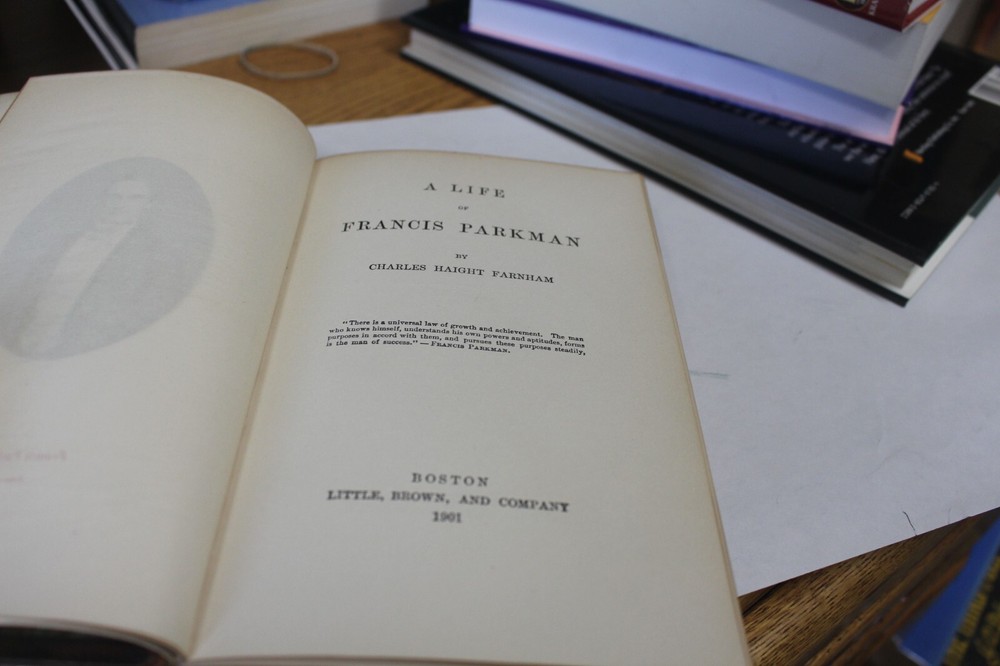 A LIFE
OF
FRANCIS PARKMAN
BY
CHARLES HAIGHT FARNHAM
"There is a universal law of growth and achievement. The man
who knows himself, understands his own powers and aptitudes, forms
purposes in accord with them, and pursues these purposes steadily,
is the man of success." — FRANCIS PARKMAN.
BOSTON
LITTLE, BROWN, AND COMPANY
1901